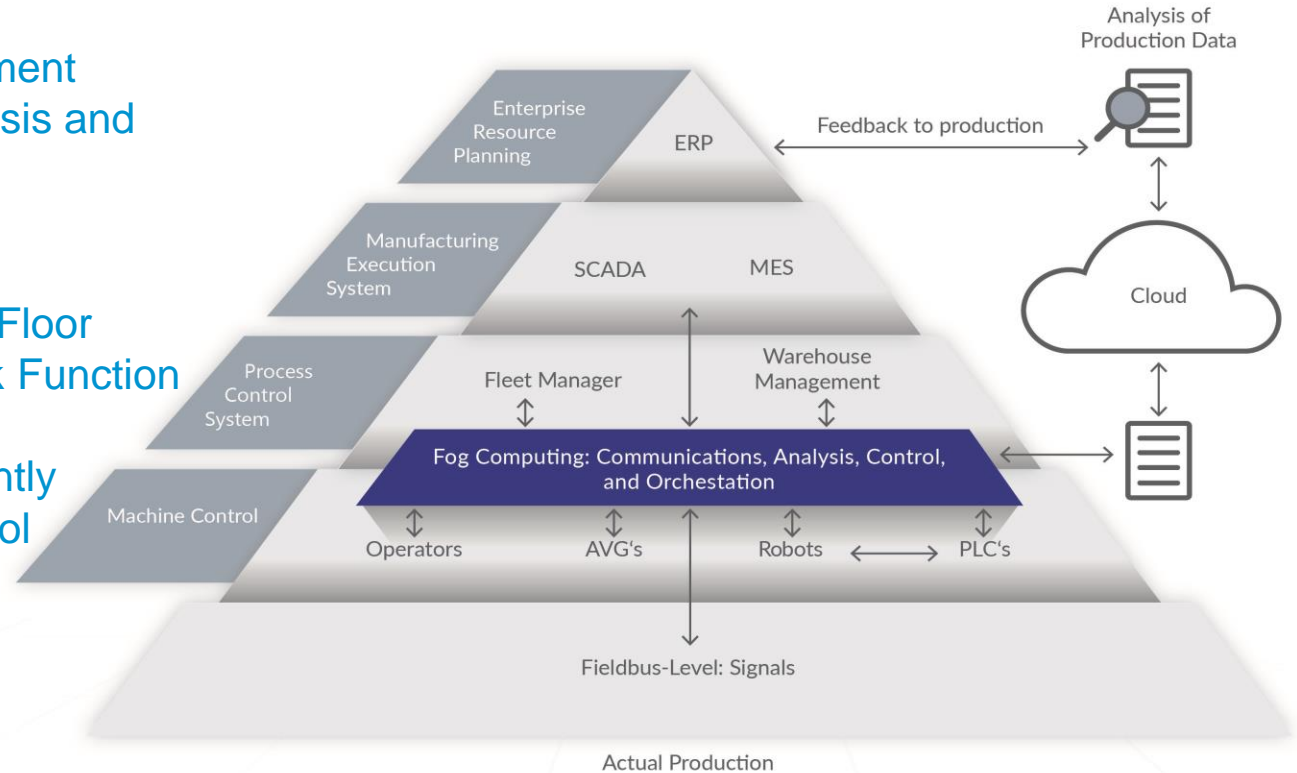 ment
sis and
Floor
k Function
ntly
ol
Analysis of
Production Data
Enterprise
Resource
Planning
ERP
Feedback to production
Manufacturing
Execution
System
SCADA
MES
Cloud
Process
Control
System
Fleet Manager
Warehouse
Management
Fog Computing: Communications, Analysis, Control,
and Orchestation
Machine Control
Operators
AVG's
Robots
PLC's
Fieldbus-Level: Signals
Actual Production